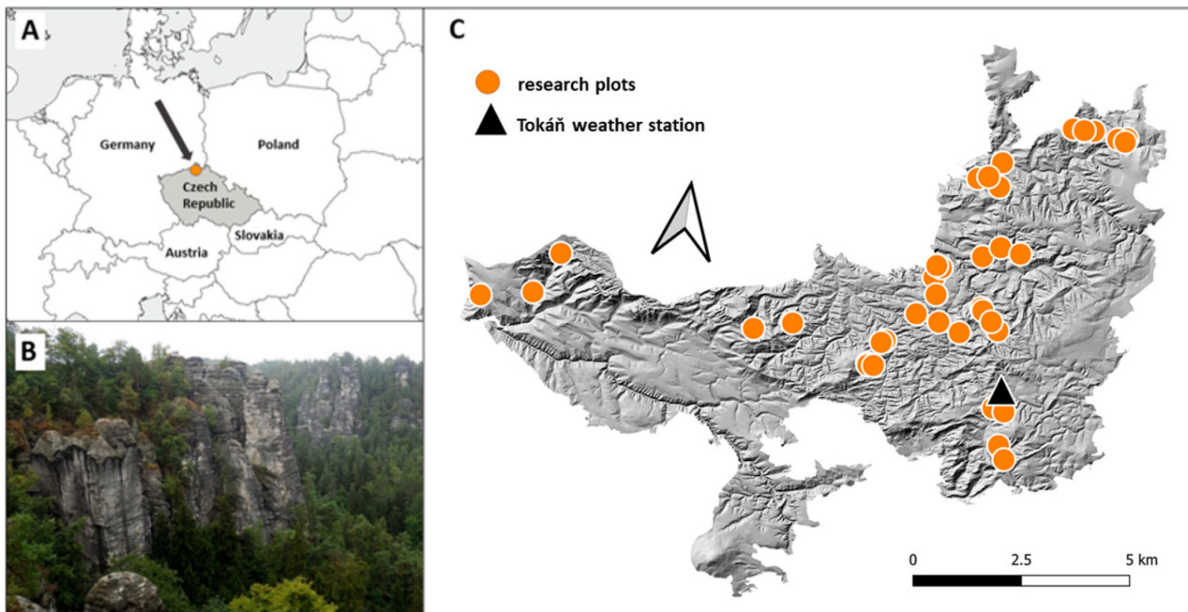 A
Germany
Poland
Czech
Republic
Slovakia
Austria
B
C
research plots
Tokáň weather station
0
2.5
5 km